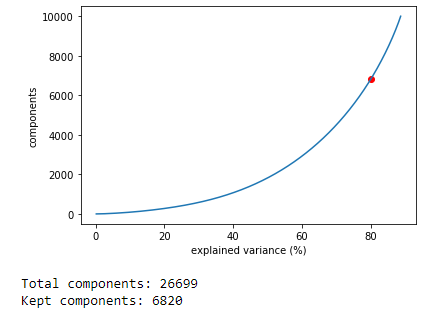 10000
8000
6000
4000
2000
0
components
0 20 40 60 80
explained variance (%)
Total components: 26699
Kept components: 6820